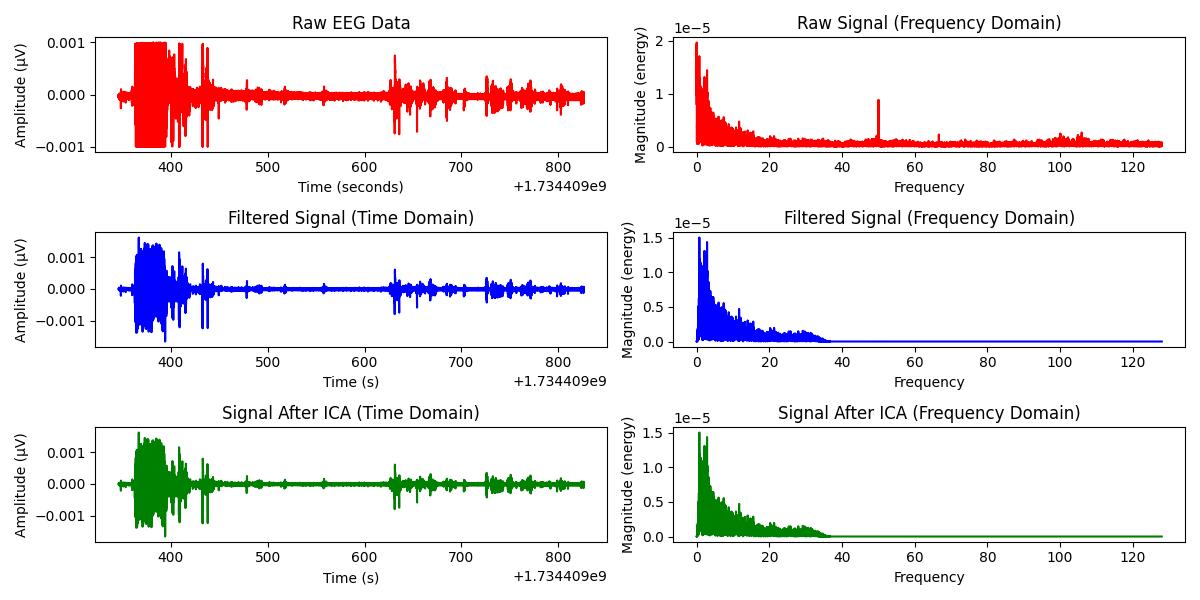 Raw EEG Data
Amplitude (μV)
0.001
0.000
−0.001
400 500 600 700 800
Time (seconds)
+1.734409e9
Raw Signal (Frequency Domain)
1e−5
Magnitude (energy)
2
1
0
0 20 40 60 80 100 120
Frequency
Filtered Signal (Time Domain)
Amplitude (μV)
0.001
0.000
−0.001
400 500 600 700 800
Time (s)
+1.734409e9
Filtered Signal (Frequency Domain)
1e−5
Magnitude (energy)
1.5
1.0
0.5
0.0
0 20 40 60 80 100 120
Frequency
Signal After ICA (Time Domain)
Amplitude (μV)
0.001
0.000
−0.001
400 500 600 700 800
Time (s)
+1.734409e9
Signal After ICA (Frequency Domain)
1e−5
Magnitude (energy)
1.5
1.0
0.5
0.0
0 20 40 60 80 100 120
Frequency